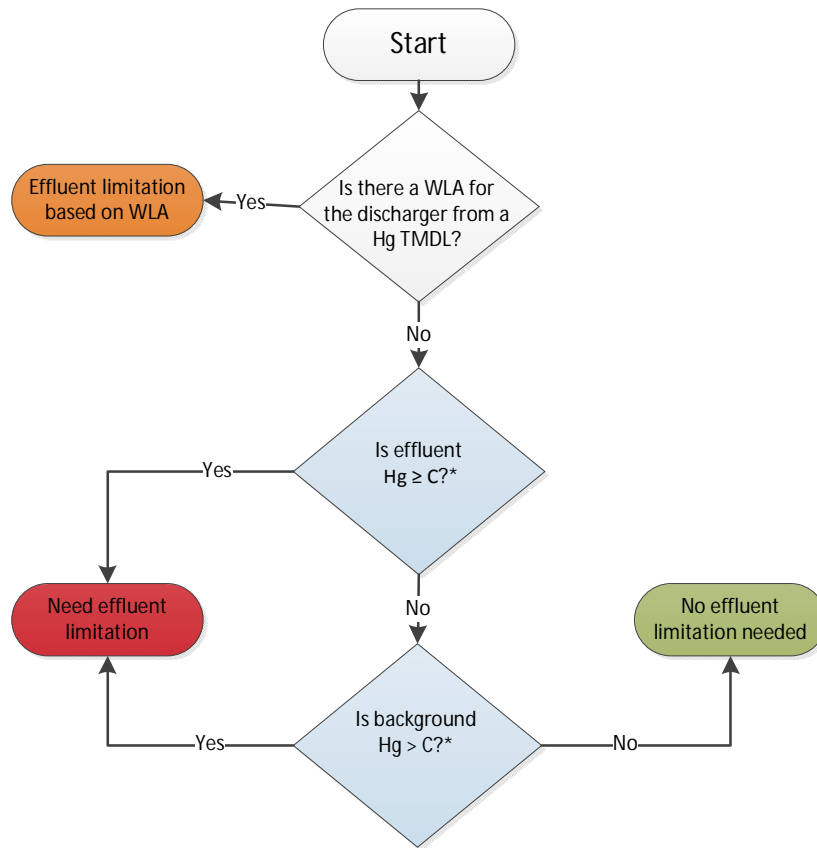 Start
Is there a WLA for
the discharger from a
Hg TMDL?
Yes
Effluent limitation
based on WLA
No
Is effluent
Hg ≥ C?*
Yes
Need effluent
limitation
No
Is background
Hg > C?*
Yes
No
No effluent
limitation needed